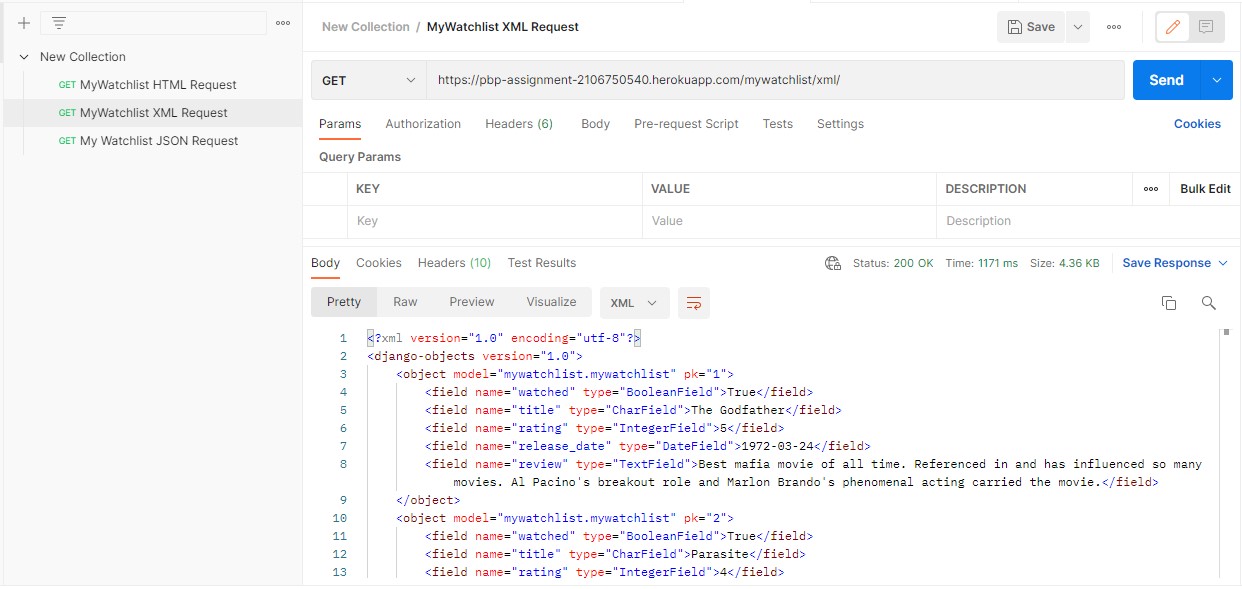 New Collection / MyWatchlist XML Request
Save
New Collection
GET MyWatchlist HTML Request
GET MyWatchlist XML Request
GET My Watchlist JSON Request
GET
https://pbp-assignment-2106750540.herokuapp.com/mywatchlist/xml/
Send
Params Authorization Headers (6) Body Pre-request Script Tests Settings Cookies
Query Params
KEY VALUE DESCRIPTION Bulk Edit
Key Value Description
Body Cookies Headers (10) Test Results Status: 200 OK Time: 1171 ms Size: 4.36 KB Save Response
Pretty Raw Preview Visualize XML
1 <?xml version="1.0" encoding="utf-8"?>
2 <django-objects version="1.0">
3 <object model="mywatchlist.mywatchlist" pk="1">
4 <field name="watched" type="BooleanField">True</field>
5 <field name="title" type="CharField">The Godfather</field>
6 <field name="rating" type="IntegerField">5</field>
7 <field name="release_date" type="DateField">1972-03-24</field>
8 <field name="review" type="TextField">Best mafia movie of all time. Referenced in and has influenced so many
movies. Al Pacino's breakout role and Marlon Brando's phenomenal acting carried the movie.</field>
9 </object>
10 <object model="mywatchlist.mywatchlist" pk="2">
11 <field name="watched" type="BooleanField">True</field>
12 <field name="title" type="CharField">Parasite</field>
13 <field name="rating" type="IntegerField">4</field>